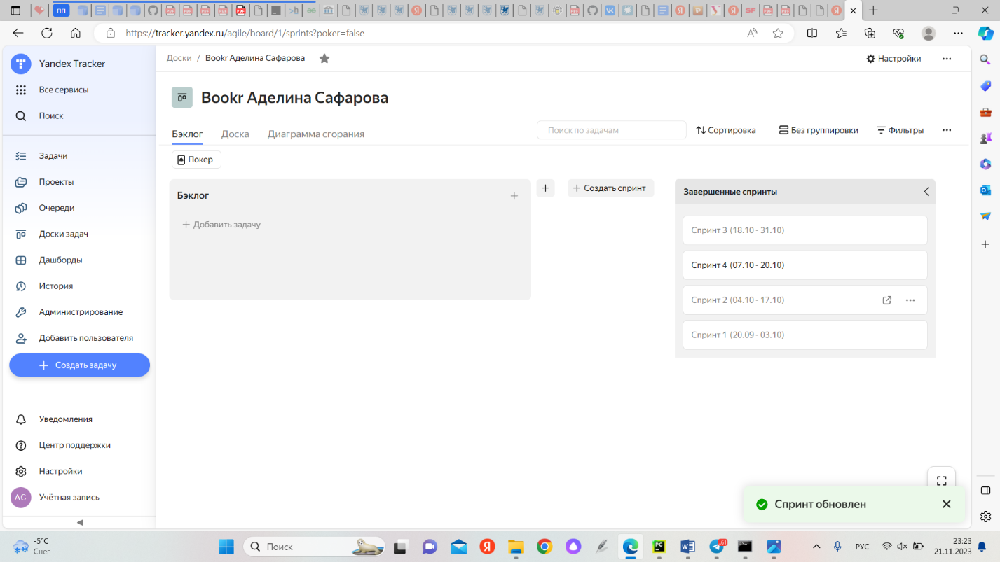 пп
https://tracker.yandex.ru/agile/board/1/sprints?poker=false
Yandex Tracker
Все сервисы
Поиск
Задачи
Проекты
Очереди
Доски задач
Дашборды
История
Администрирование
Добавить пользователя
Создать задачу
Уведомления
Центр поддержки
Настройки
АС Учётная запись
Доски / Bookr Аделина Сафарова
Настройки
Bookr Аделина Сафарова
Бэклог Доска Диаграмма сгорания
Поиск по задачам
Сортировка
Без группировки
Фильтры
Покер
Бэклог
Добавить задачу
Создать спринт
Завершенные спринты
Спринт 3 (18.10 - 31.10)
Спринт 4 (07.10 - 20.10)
Спринт 2 (04.10 - 17.10)
Спринт 1 (20.09 - 03.10)
Спринт обновлен
-5°C
Снег
Поиск
РУС
23:23
21.11.2023